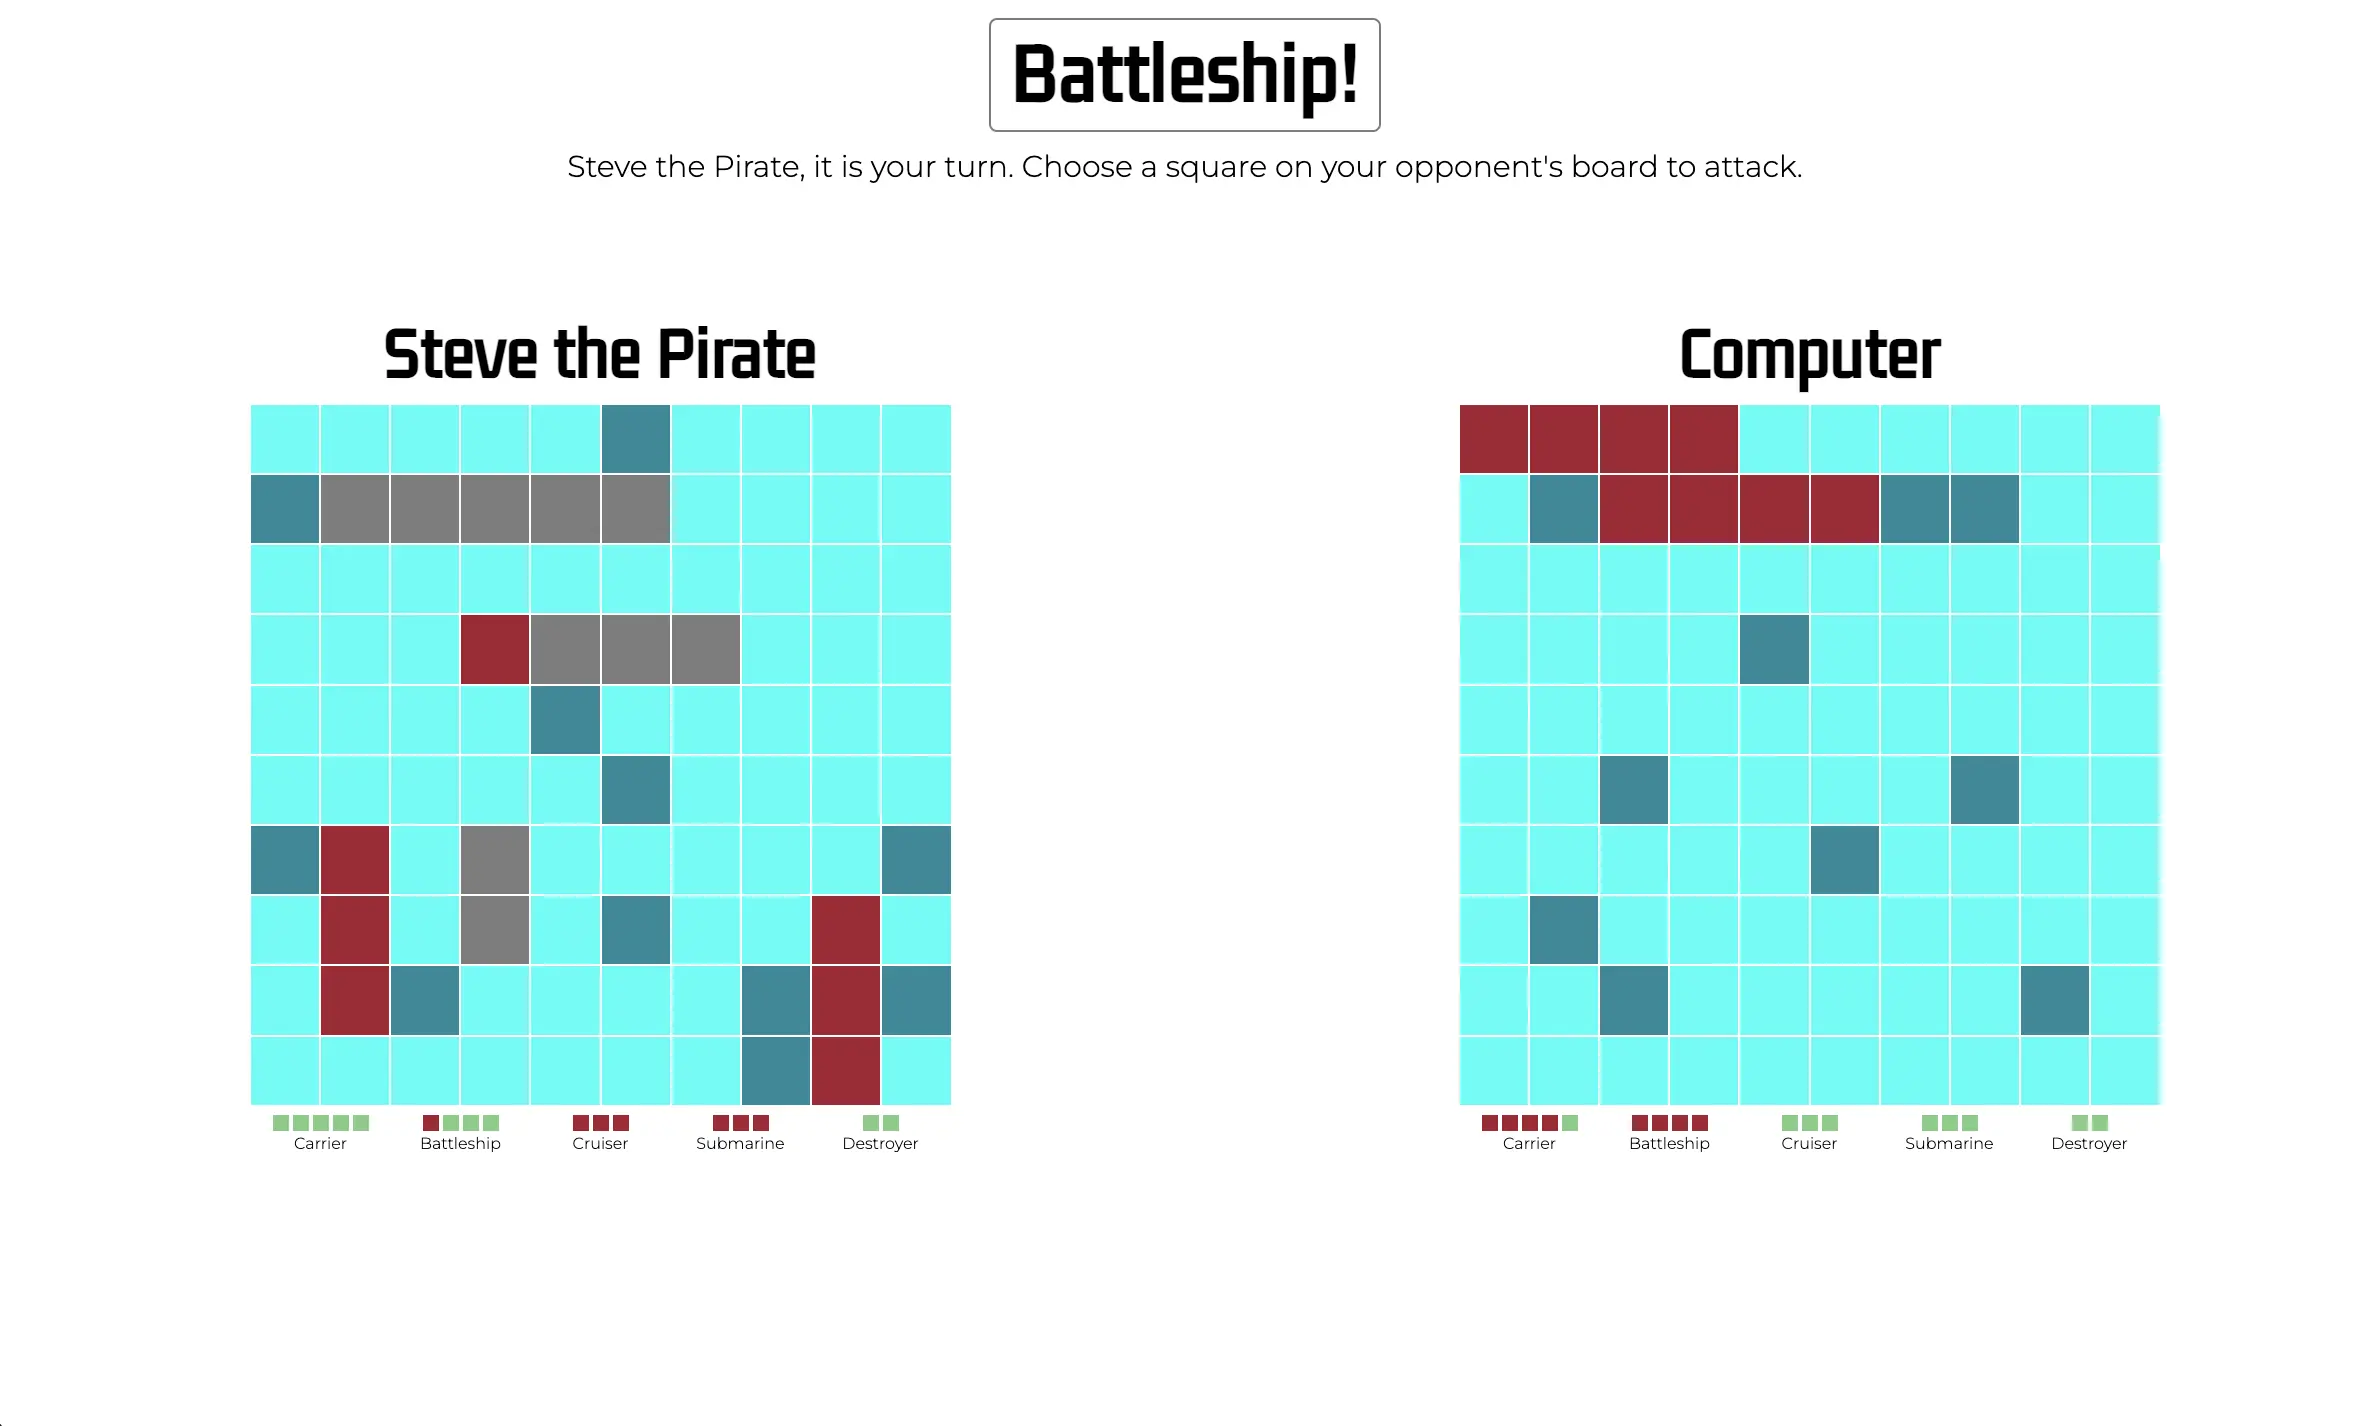 Battleship!
Steve the Pirate, it is your turn. Choose a square on your opponent's board to attack.
Steve the Pirate
Computer
Carrier Battleship Cruiser Submarine Destroyer
Carrier Battleship Cruiser Submarine Destroyer